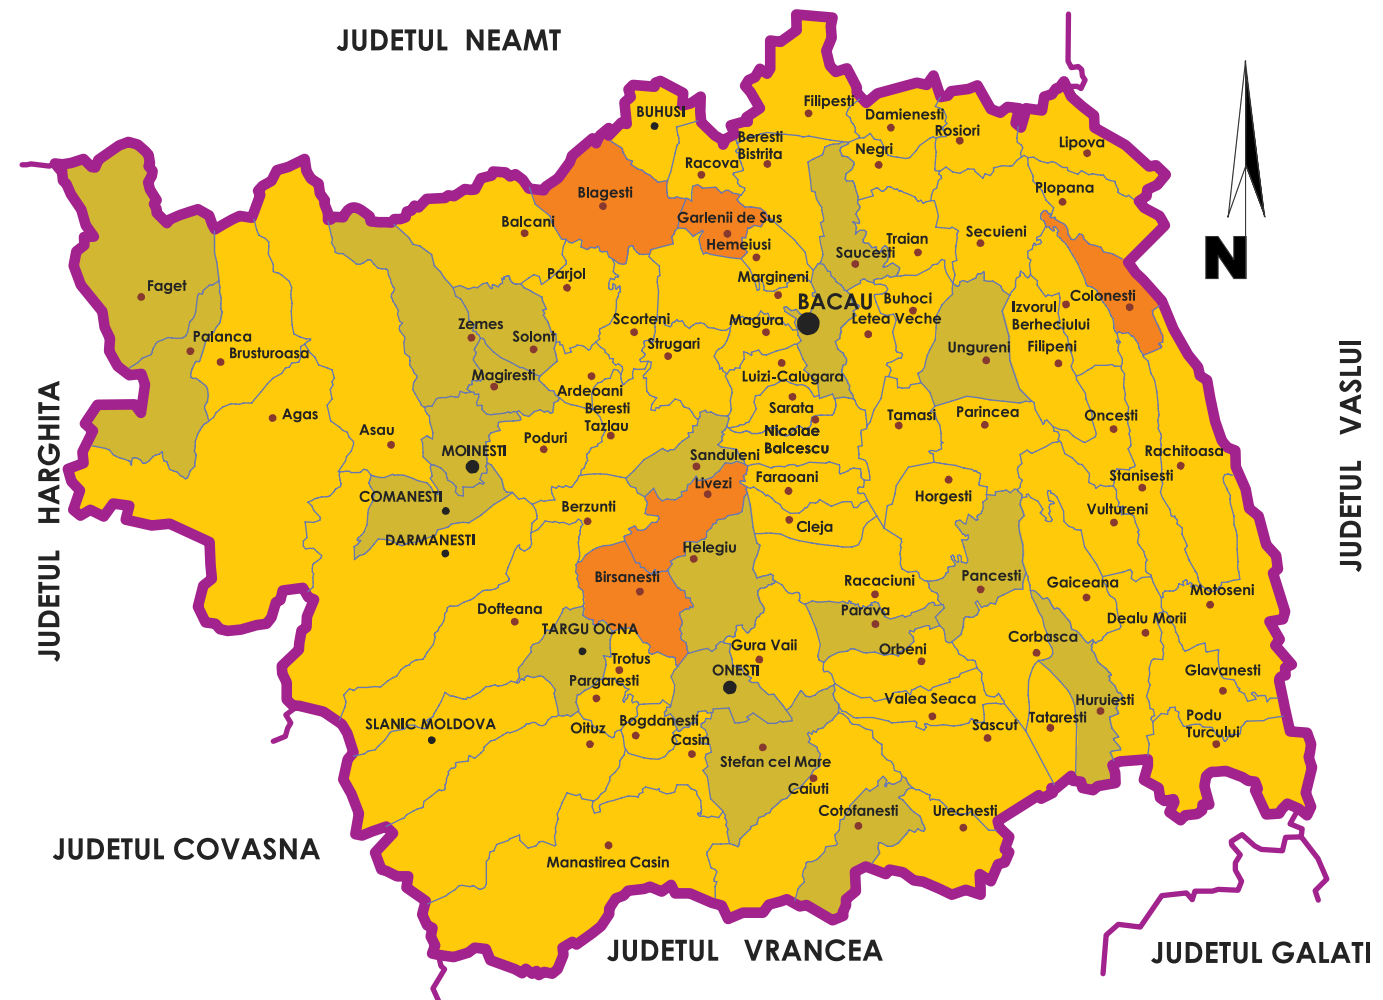 JUDETUL NEAMT
Filipesti
BUHUSI
Damienesti
Rosiori
Beresti
Bistrita
Lipova
Negri
Racova
Plopana
Blagesti
Garlenii de Sus
Balcani
Secuieni
Traian
Hemeiusi
Saucesti
N
Parjol
Margineni
Faget
Colonesti
Buhoci
BACAU
Izvorul
Berheciului
Scorteni
Magura
Letea Veche
Zemes
Solont
Palanca
Strugari
Brusturoasa
Ungureni
Filipeni
Magiresti
Luizi-Calugara
Ardeoani
Beresti
Tazlau
Sarata
Agas
Tamasi
Parincea
Oncesti
Asau
Nicolae
Balcescu
Poduri
MOINESTI
Rachitoasa
Sanduleni
Faraoani
Stanisesti
Livezi
COMANESTI
Horgesti
Berzunti
Vultureni
Cleja
DARMANESTI
Helegiu
JUDETUL HARGHITA
JUDETUL VASLUI
Birsanesti
Racaciuni
Pancesti
Gaiceana
Motoseni
Dofteana
Parava
Dealu Morii
TARGU OCNA
Corbasca
Gura Vaii
Orbeni
Trotus
ONESTI
Glavanesti
Pargaresti
Valea Seaca
Huruiesti
Tataresti
Podu
Turcului
SLANIC MOLDOVA
Oituz
Bogdanesti
Sascut
Casin
Stefan cel Mare
Caiuti
Cotofanesti
Urechesti
JUDETUL COVASNA
Manastirea Casin
JUDETUL VRANCEA
JUDETUL GALATI